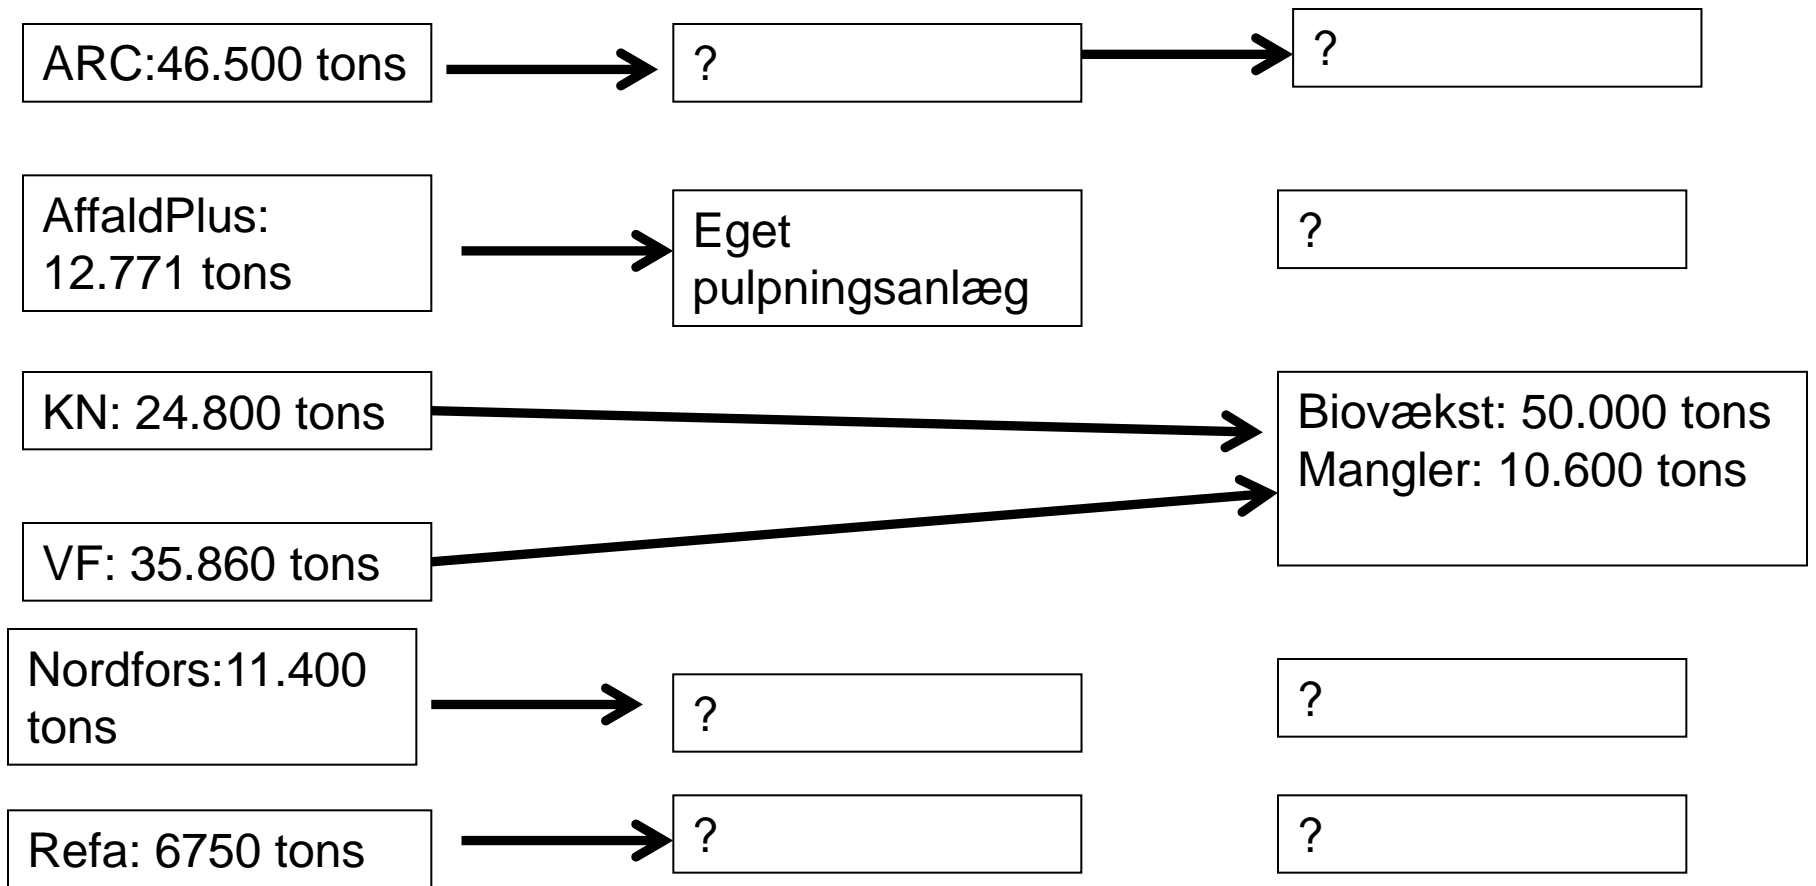 ARC:46.500 tons
?
?
AffaldPlus:
12.771 tons
Eget
pulpningsanlæg
?
KN: 24.800 tons
Biovækst: 50.000 tons
Mangler: 10.600 tons
VF: 35.860 tons
Nordfors:11.400
tons
?
?
Refa: 6750 tons
?
?